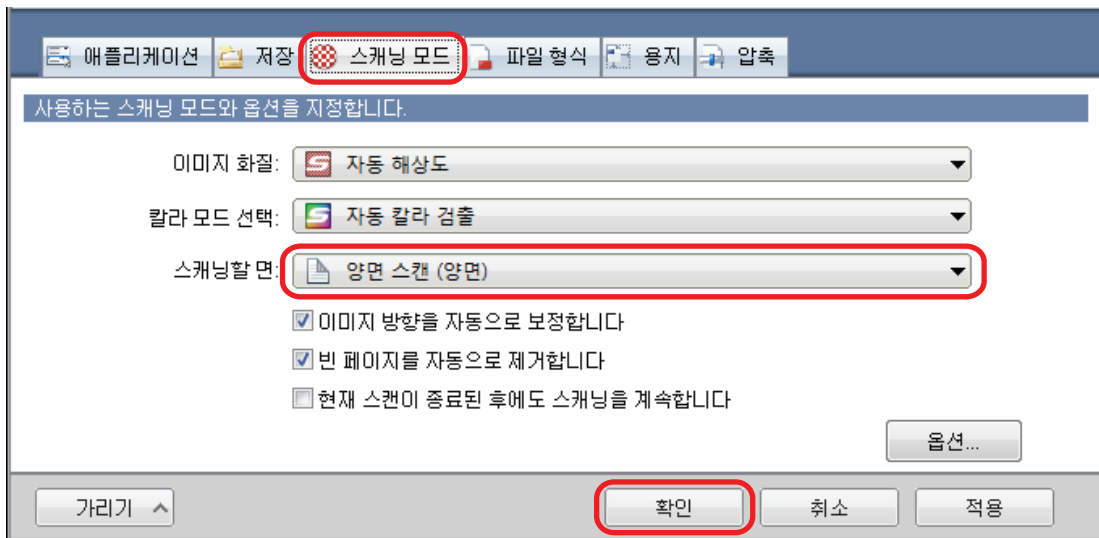 애플리케이션 저장 스캐닝 모드 파일 형식 용지 압축
사용하는 스캐닝 모드와 옵션을 지정합니다.
이미지 화질: 자동 해상도
칼라 모드 선택: 자동 칼라 검출
스캐닝할 면: 양면 스캔 (양면)
이미지 방향을 자동으로 보정합니다
빈 페이지를 자동으로 제거합니다
현재 스캔이 종료된 후에도 스캐닝을 계속합니다
옵션...
가리기 확인 취소 적용